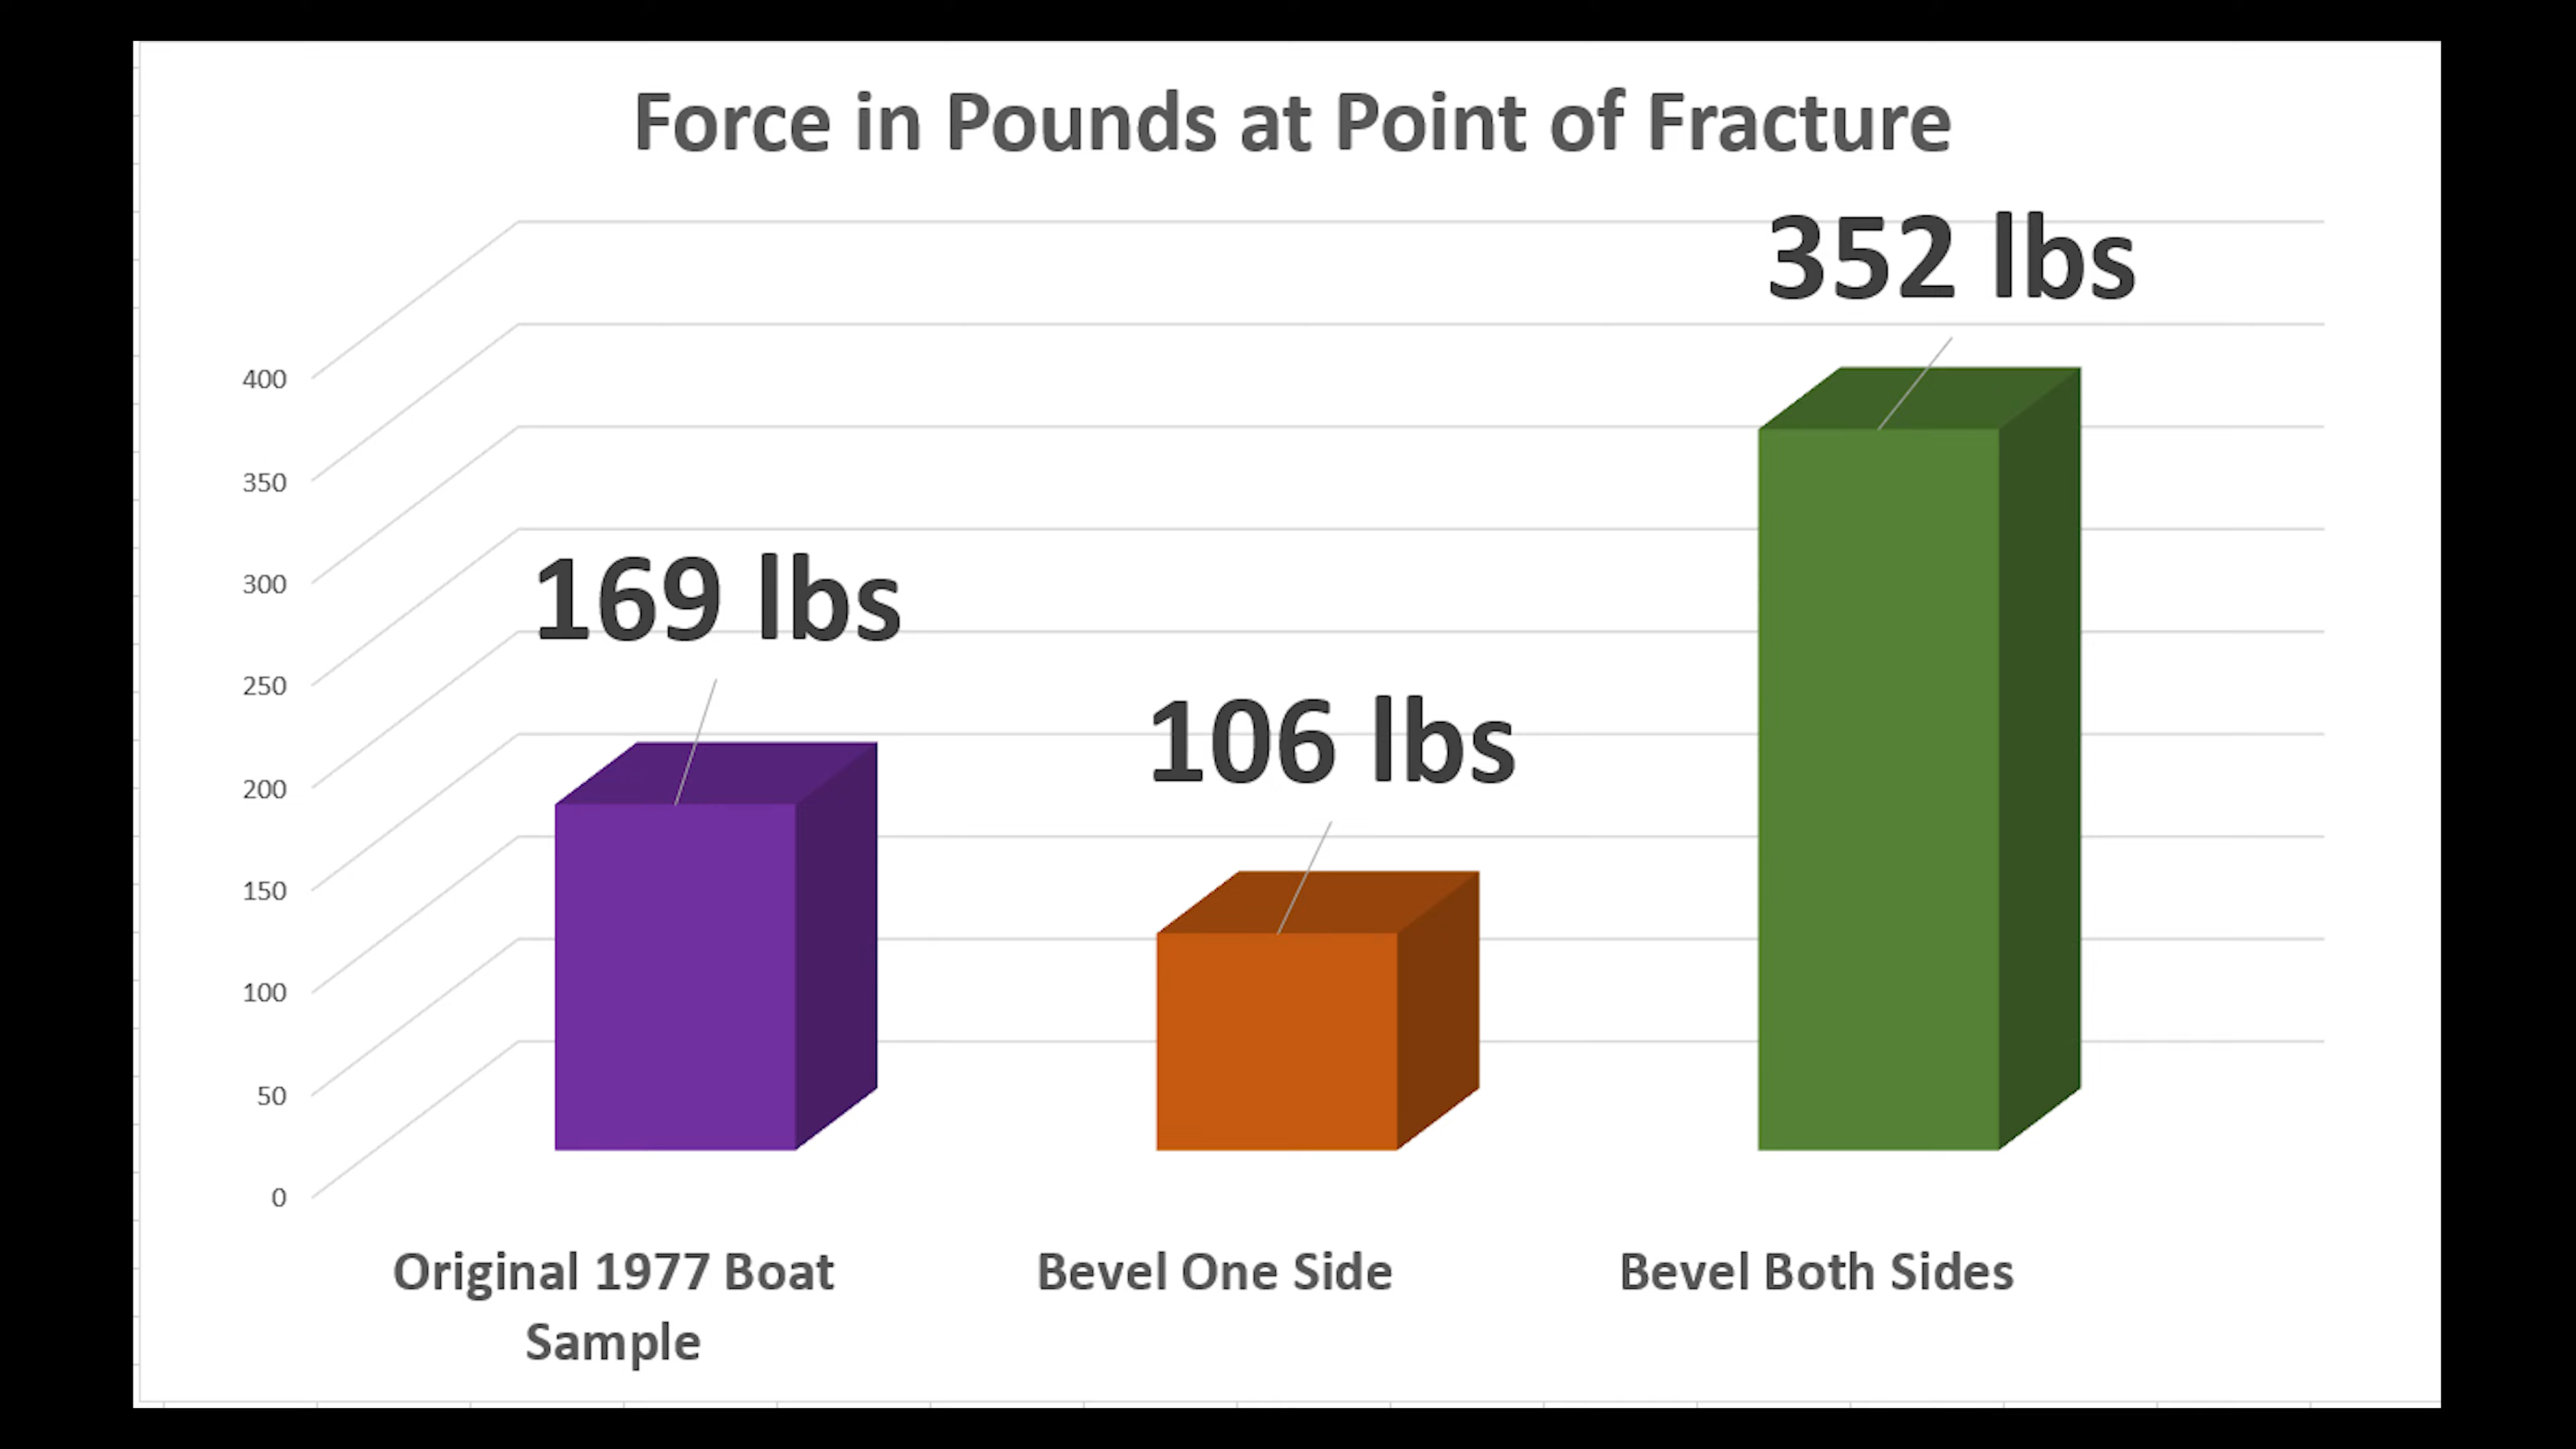 Force in Pounds at Point of Fracture
352 lbs
169 lbs
106 lbs
400
350
300
250
200
150
100
50
0
Original 1977 Boat
Sample
Bevel One Side
Bevel Both Sides